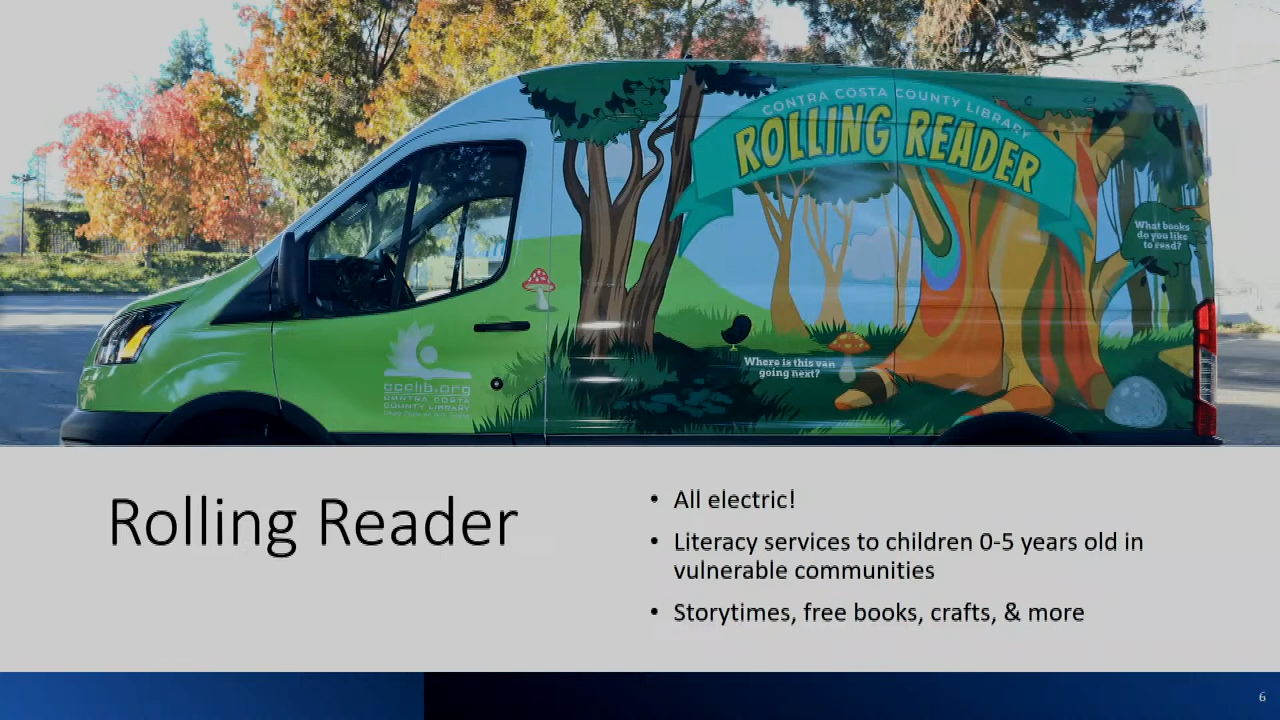 CONTRA COSTA COUNTY LIBRARY
ROLLING READER
What books
do you like
to read?
Where is this van
going next?
ccclib.org
CONTRA COSTA
COUNTY LIBRARY
Rolling Reader
• All electric!
• Literacy services to children 0-5 years old in
vulnerable communities
• Storytimes, free books, crafts, & more
6